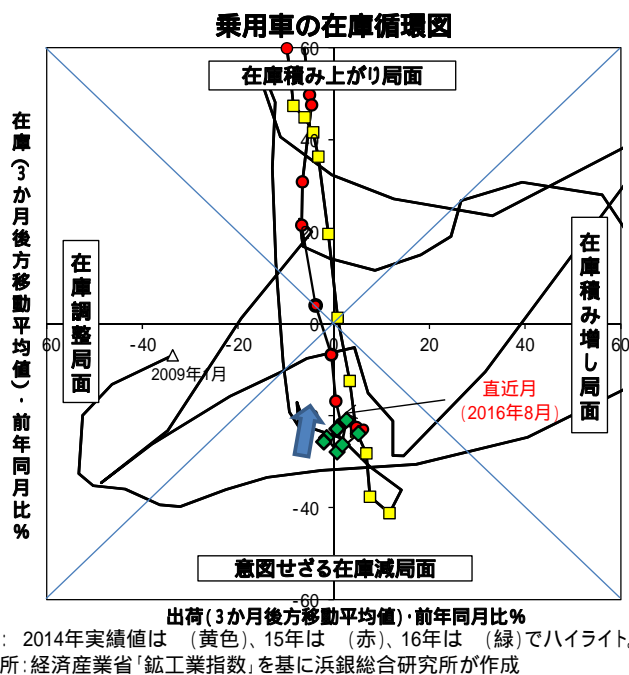 乗用車の在庫循環図
60
在庫積み上がり局面
40
20
在庫(3か月後方移動平均値)・前年同月比%
在庫調整局面
在庫積み増し局面
60
-40
-20
0
0
20
40
60
2009年1月
直近月
(2016年8月)
-40
意図せざる在庫減局面
-60
出荷(3か月後方移動平均値)・前年同月比%
: 2014年実績値は (黄色)、15年は (赤)、16年は (緑)でハイライト。
所:経済産業省「鉱工業指数」を基に浜銀総合研究所が作成